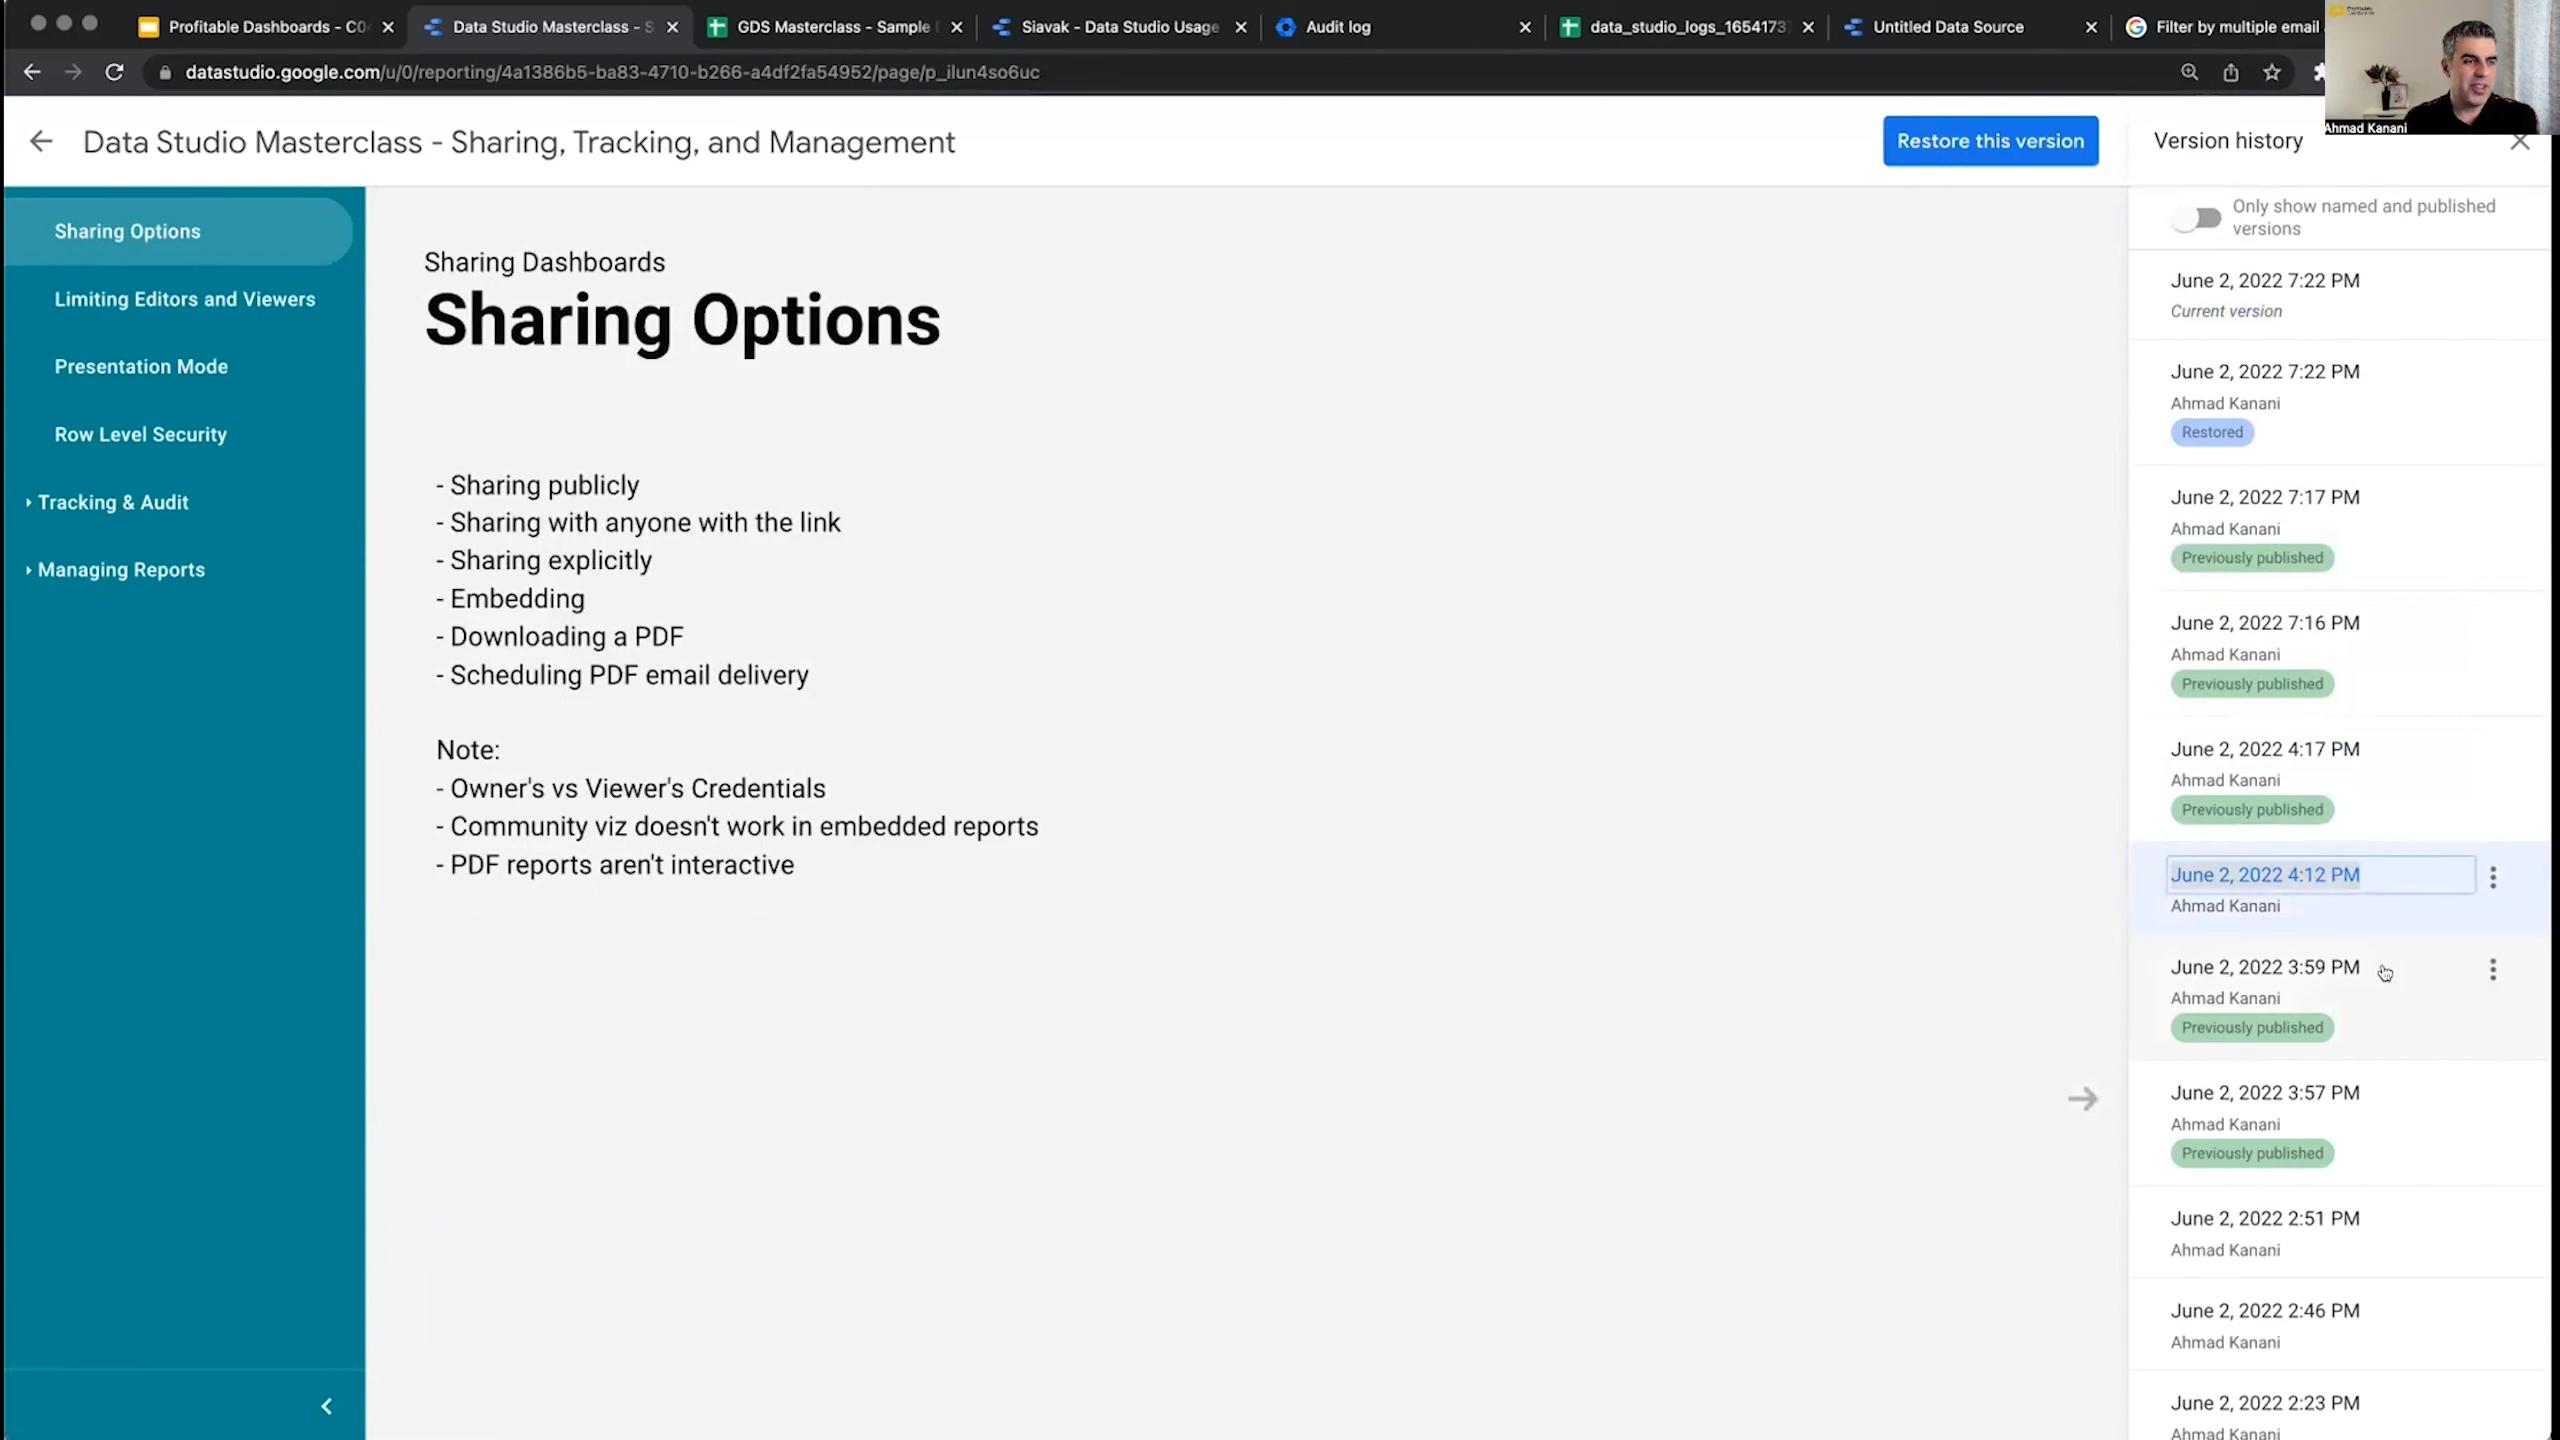 Profitable Dashboards - C0
Data Studio Masterclass - S
GDS Masterclass - Sample
Siavak - Data Studio Usage
Audit log
data_studio_logs_1654173
Untitled Data Source
Filter by multiple email
datastudio.google.com/u/0/reporting/4a1386b5-ba83-4710-b266-a4df2fa54952/page/p_ilun4so6uc
Ahmad Kanani
Data Studio Masterclass - Sharing, Tracking, and Management
Restore this version
Version history
Sharing Options
Limiting Editors and Viewers
Presentation Mode
Row Level Security
Tracking & Audit
Managing Reports
Sharing Dashboards
Sharing Options
- Sharing publicly
- Sharing with anyone with the link
- Sharing explicitly
- Embedding
- Downloading a PDF
- Scheduling PDF email delivery
Note:
- Owner's vs Viewer's Credentials
- Community viz doesn't work in embedded reports
- PDF reports aren't interactive
Only show named and published
versions
June 2, 2022 7:22 PM
Current version
June 2, 2022 7:22 PM
Ahmad Kanani
Restored
June 2, 2022 7:17 PM
Ahmad Kanani
Previously published
June 2, 2022 7:16 PM
Ahmad Kanani
Previously published
June 2, 2022 4:17 PM
Ahmad Kanani
Previously published
June 2, 2022 4:12 PM
Ahmad Kanani
June 2, 2022 3:59 PM
Ahmad Kanani
Previously published
June 2, 2022 3:57 PM
Ahmad Kanani
Previously published
June 2, 2022 2:51 PM
Ahmad Kanani
June 2, 2022 2:46 PM
Ahmad Kanani
June 2, 2022 2:23 PM
Ahmad Kanani